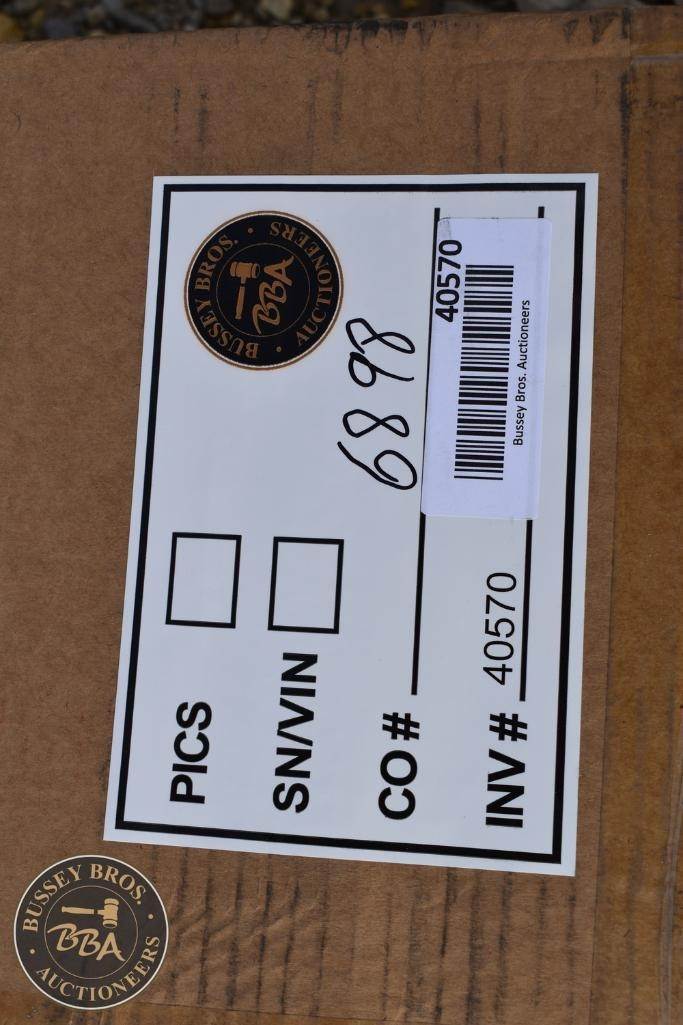 PICS
SN/VIN
CO # 6898
INV # 40570
BUSSEY BROS. • AUCTIONEERS •
BBA
40570
Bussey Bros. Auctioneers
BUSSEY BROS. • AUCTIONEERS •
BBA